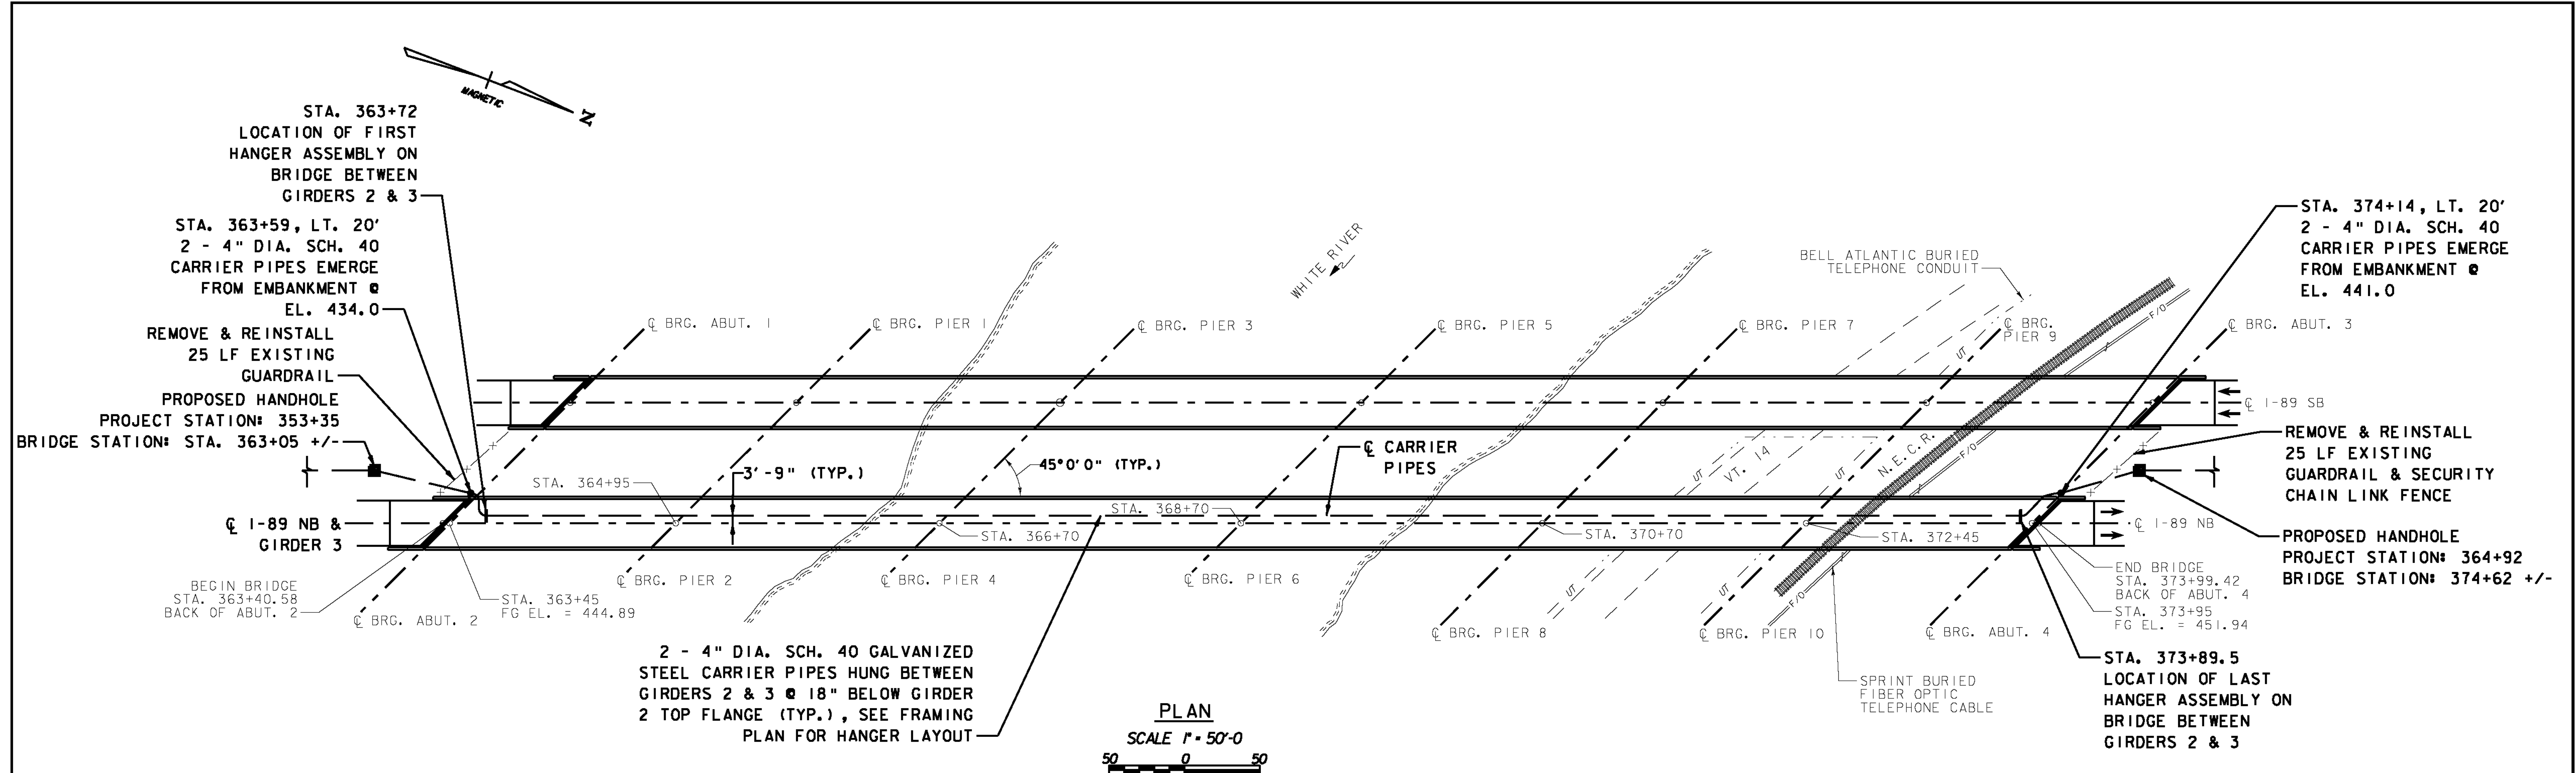 MAGNETIC
N
STA. 363+72
LOCATION OF FIRST
HANGER ASSEMBLY ON
BRIDGE BETWEEN
GIRDERS 2 & 3
STA. 363+59, LT. 20'
2 - 4" DIA. SCH. 40
CARRIER PIPES EMERGE
FROM EMBANKMENT @
EL. 434.0
REMOVE & REINSTALL
25 LF EXISTING
GUARDRAIL
PROPOSED HANDHOLE
PROJECT STATION: 353+35
BRIDGE STATION: STA. 363+05 +/-
℄ I-89 NB &
GIRDER 3
BEGIN BRIDGE
STA. 363+40.58
BACK OF ABUT. 2
℄ BRG. ABUT. 2
STA. 363+45
FG EL. = 444.89
℄ BRG. ABUT. 1
℄ BRG. PIER 1
℄ BRG. PIER 3
℄ BRG. PIER 5
℄ BRG. PIER 7
℄ BRG.
PIER 9
℄ BRG. ABUT. 3
WHITE RIVER
BELL ATLANTIC BURIED
TELEPHONE CONDUIT
STA. 374+14, LT. 20'
2 - 4" DIA. SCH. 40
CARRIER PIPES EMERGE
FROM EMBANKMENT @
EL. 441.0
℄ I-89 SB
REMOVE & REINSTALL
25 LF EXISTING
GUARDRAIL & SECURITY
CHAIN LINK FENCE
℄ I-89 NB
PROPOSED HANDHOLE
PROJECT STATION: 364+92
BRIDGE STATION: 374+62 +/-
END BRIDGE
STA. 373+99.42
BACK OF ABUT. 4
STA. 373+95
FG EL. = 451.94
STA. 373+89.5
LOCATION OF LAST
HANGER ASSEMBLY ON
BRIDGE BETWEEN
GIRDERS 2 & 3
STA. 364+95
3'-9" (TYP.)
45°0'0" (TYP.)
℄ CARRIER
PIPES
STA. 366+70
STA. 368+70
STA. 370+70
STA. 372+45
UT
UT
UT
UT
UT
VT. 14
N.E.C.R.
F/O
F/O
F/O
℄ BRG. PIER 2
℄ BRG. PIER 4
℄ BRG. PIER 6
℄ BRG. PIER 8
℄ BRG. PIER 10
℄ BRG. ABUT. 4
SPRINT BURIED
FIBER OPTIC
TELEPHONE CABLE
2 - 4" DIA. SCH. 40 GALVANIZED
STEEL CARRIER PIPES HUNG BETWEEN
GIRDERS 2 & 3 @ 18" BELOW GIRDER
2 TOP FLANGE (TYP.), SEE FRAMING
PLAN FOR HANGER LAYOUT
PLAN
SCALE 1" = 50'-0
50 0 50